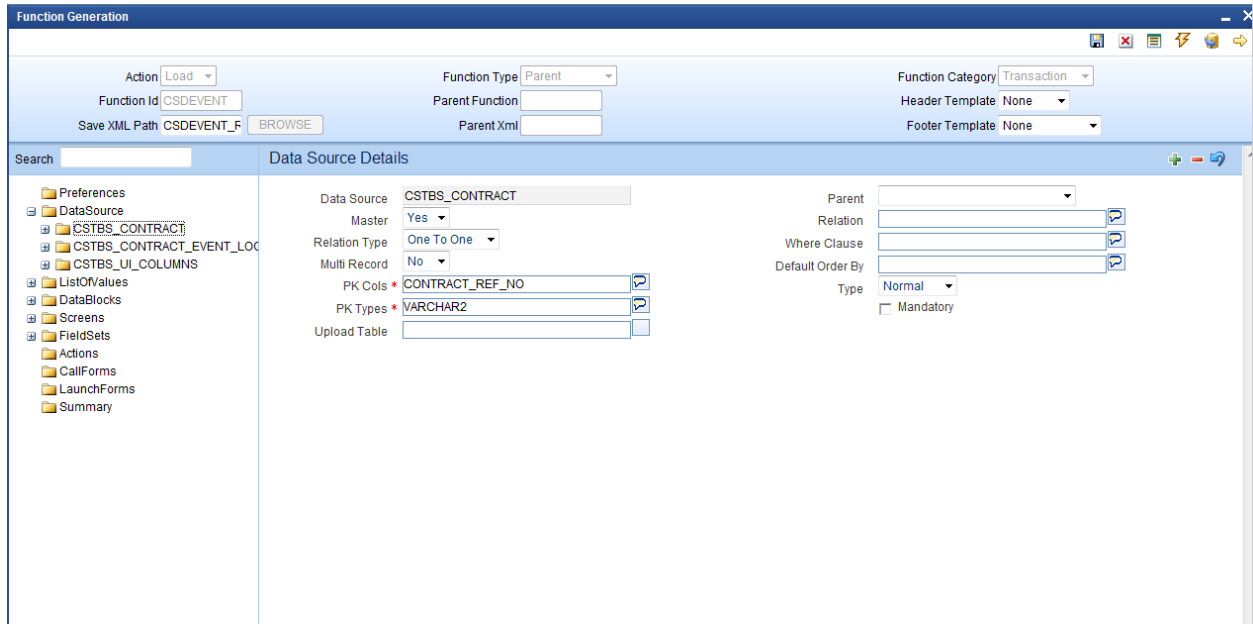 Function Generation
Action Load Function Type Parent Function Category Transaction
Function Id CSDEVENT Parent Function Header Template None
Save XML Path CSDEVENT_R BROWSE Parent Xml Footer Template None
Search Data Source Details
Preferences
DataSource
CSTBS_CONTRACT
CSTBS_CONTRACT_EVENT_LOG
CSTBS_UI_COLUMNS
ListOfValues
DataBlocks
Screens
FieldSets
Actions
CallForms
LaunchForms
Summary
Data Source CSTBS_CONTRACT
Master Yes
Relation Type One To One
Multi Record No
PK Cols * CONTRACT_REF_NO
PK Types * VARCHAR2
Upload Table
Parent
Relation
Where Clause
Default Order By
Type Normal
Mandatory